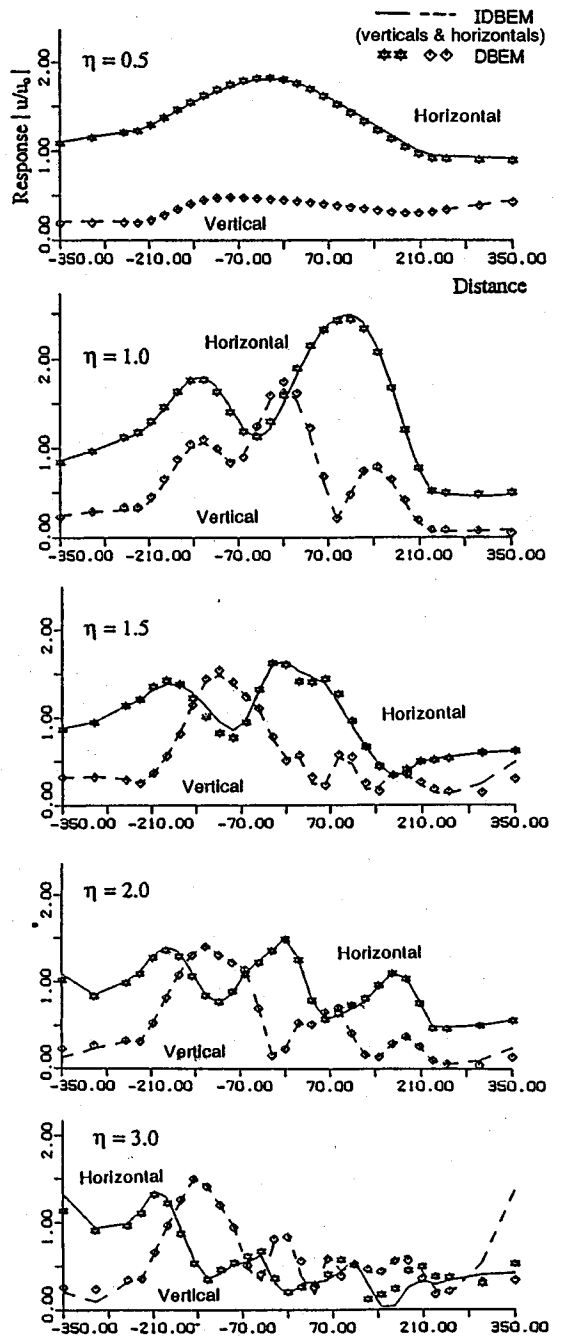 IDBEM
(verticals & horizontals)
DBEM
η = 0.5
Response | u/u₀ |
2.00
1.00
0.00
Horizontal
Vertical
-350.00 -210.00 -70.00 70.00 210.00 350.00
Distance
η = 1.0
2.00
1.00
0.00
Horizontal
Vertical
-350.00 -210.00 -70.00 70.00 210.00 350.00
η = 1.5
2.00
1.00
0.00
Horizontal
Vertical
-350.00 -210.00 -70.00 70.00 210.00 350.00
η = 2.0
2.00
1.00
0.00
Horizontal
Vertical
-350.00 -210.00 -70.00 70.00 210.00 350.00
η = 3.0
2.00
1.00
0.00
Horizontal
Vertical
-350.00 -210.00 -70.00 70.00 210.00 350.00